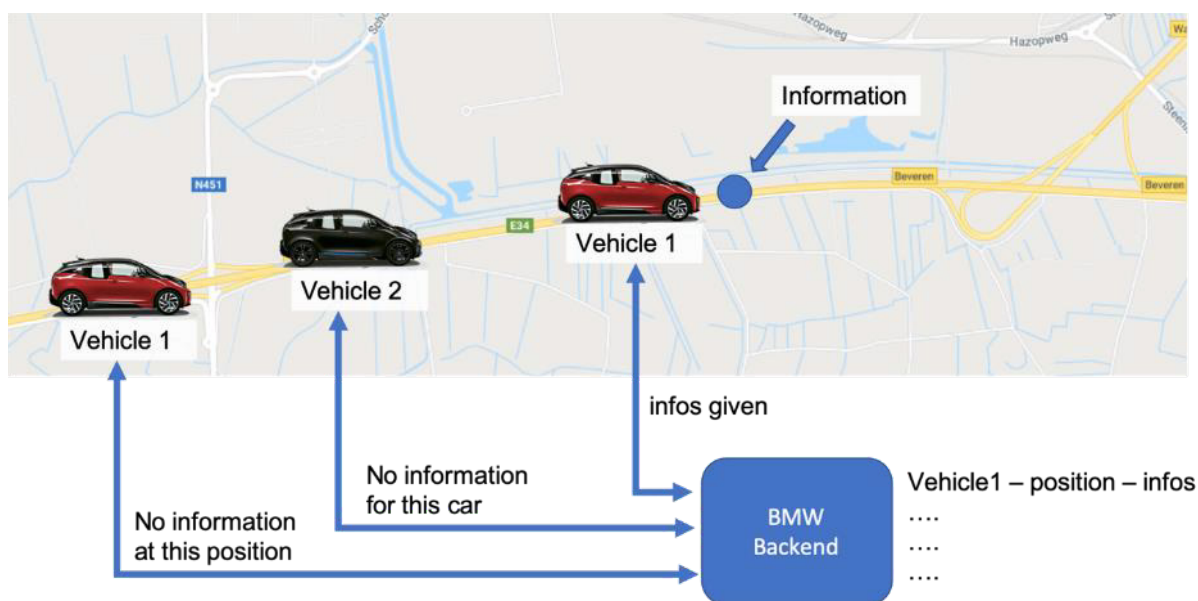 Hazopweg
Hazopweg
Information
N451
Beveren
Beveren
E34
Vehicle 1
Vehicle 2
Vehicle 1
infos given
No information
for this car
Vehicle1 – position – infos
….
….
….
BMW
Backend
No information
at this position